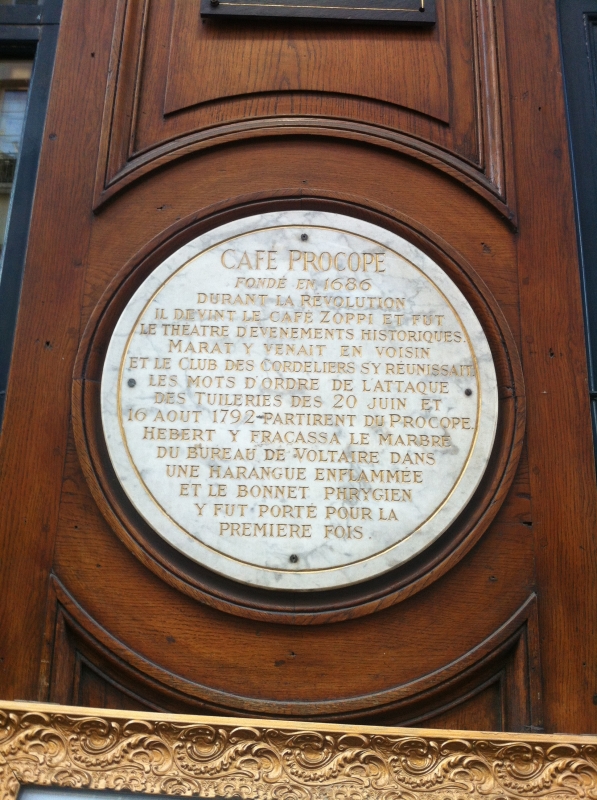 CAFE PROCOPE
FONDÉ EN 1686
DURANT LA RÉVOLUTION
IL DEVINT LE CAFÉ ZOPPI ET FUT
LE THÉATRE D'EVENEMENTS HISTORIQUES.
MARAT Y VENAIT EN VOISIN
ET LE CLUB DES CORDELIERS S'Y RÉUNISSAIT
LES MOTS D'ORDRE DE L'ATTAQUE
DES TUILERIES DES 20 JUIN ET
16 AOUT 1792 PARTIRENT DU PROCOPE.
HEBERT Y FRACASSA LE MARBRE
DU BUREAU DE VOLTAIRE DANS
UNE HARANGUE ENFLAMMÉE
ET LE BONNET PHRYGIEN
Y FUT PORTÉ POUR LA
PREMIERE FOIS.